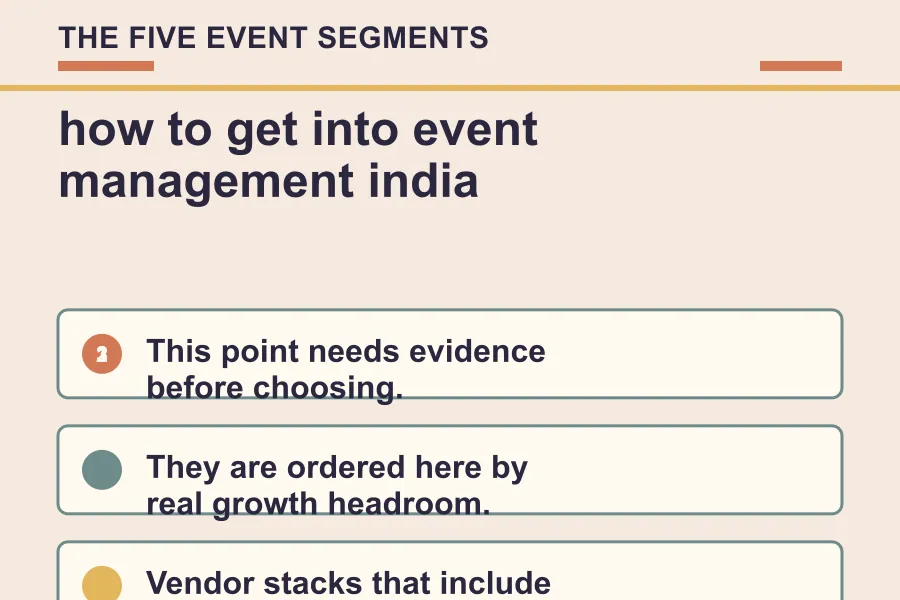 THE FIVE EVENT SEGMENTS
how to get into event
management india
This point needs evidence
before choosing.
They are ordered here by
real growth headroom.
Vendor stacks that include